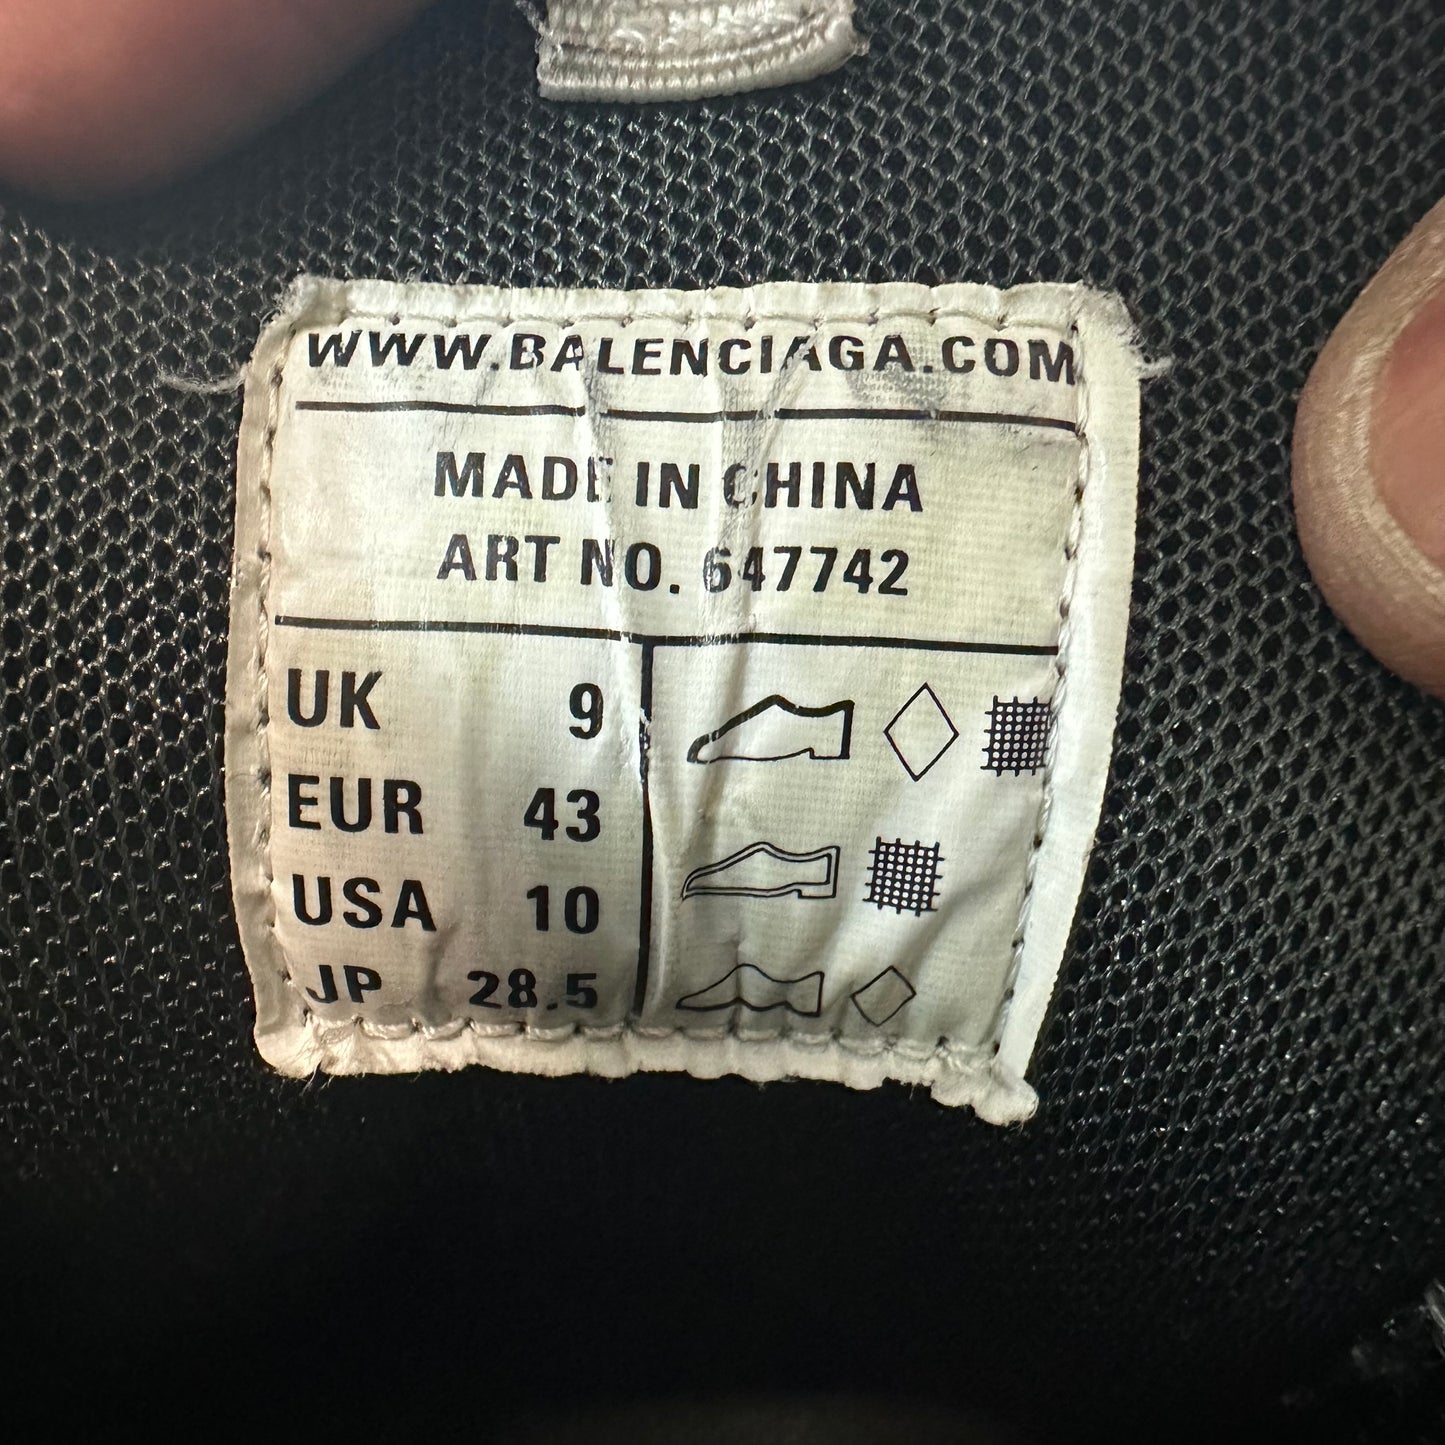 WWW.BALENCIAGA.COM
MADE IN CHINA
ART NO. 647742
UK 9
EUR 43
USA 10
JP 28.5